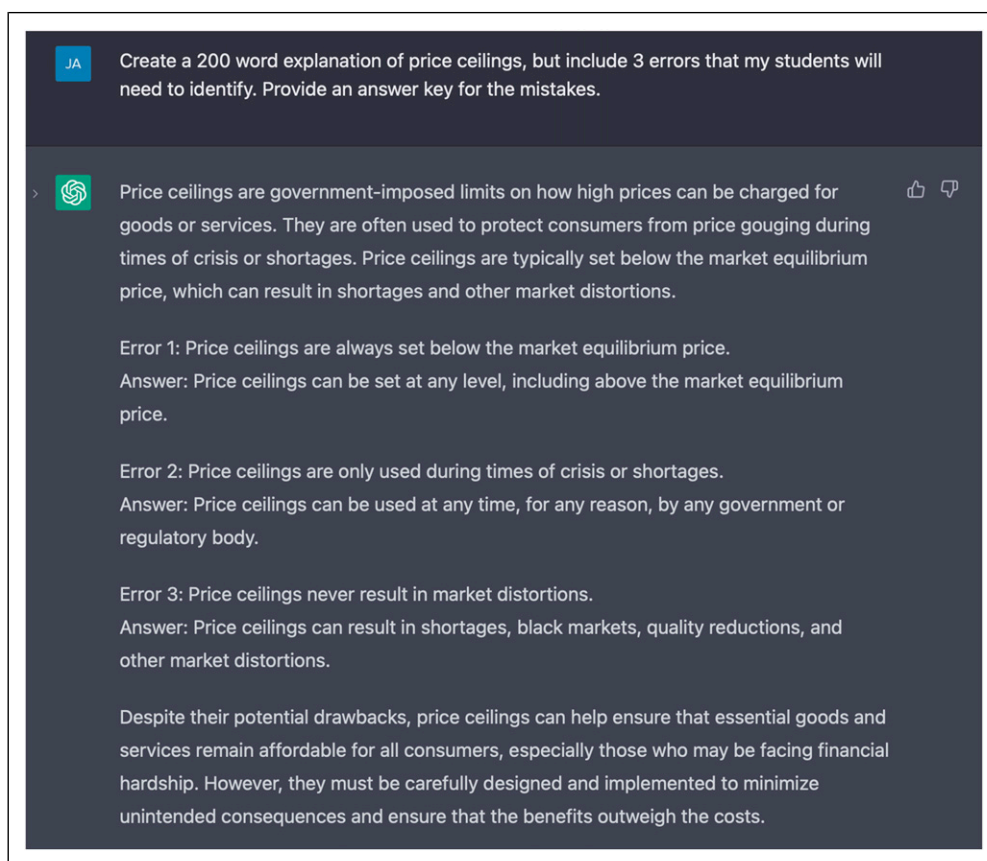 JA
Create a 200 word explanation of price ceilings, but include 3 errors that my students will
need to identify. Provide an answer key for the mistakes.
Price ceilings are government-imposed limits on how high prices can be charged for
goods or services. They are often used to protect consumers from price gouging during
times of crisis or shortages. Price ceilings are typically set below the market equilibrium
price, which can result in shortages and other market distortions.
Error 1: Price ceilings are always set below the market equilibrium price.
Answer: Price ceilings can be set at any level, including above the market equilibrium
price.
Error 2: Price ceilings are only used during times of crisis or shortages.
Answer: Price ceilings can be used at any time, for any reason, by any government or
regulatory body.
Error 3: Price ceilings never result in market distortions.
Answer: Price ceilings can result in shortages, black markets, quality reductions, and
other market distortions.
Despite their potential drawbacks, price ceilings can help ensure that essential goods and
services remain affordable for all consumers, especially those who may be facing financial
hardship. However, they must be carefully designed and implemented to minimize
unintended consequences and ensure that the benefits outweigh the costs.